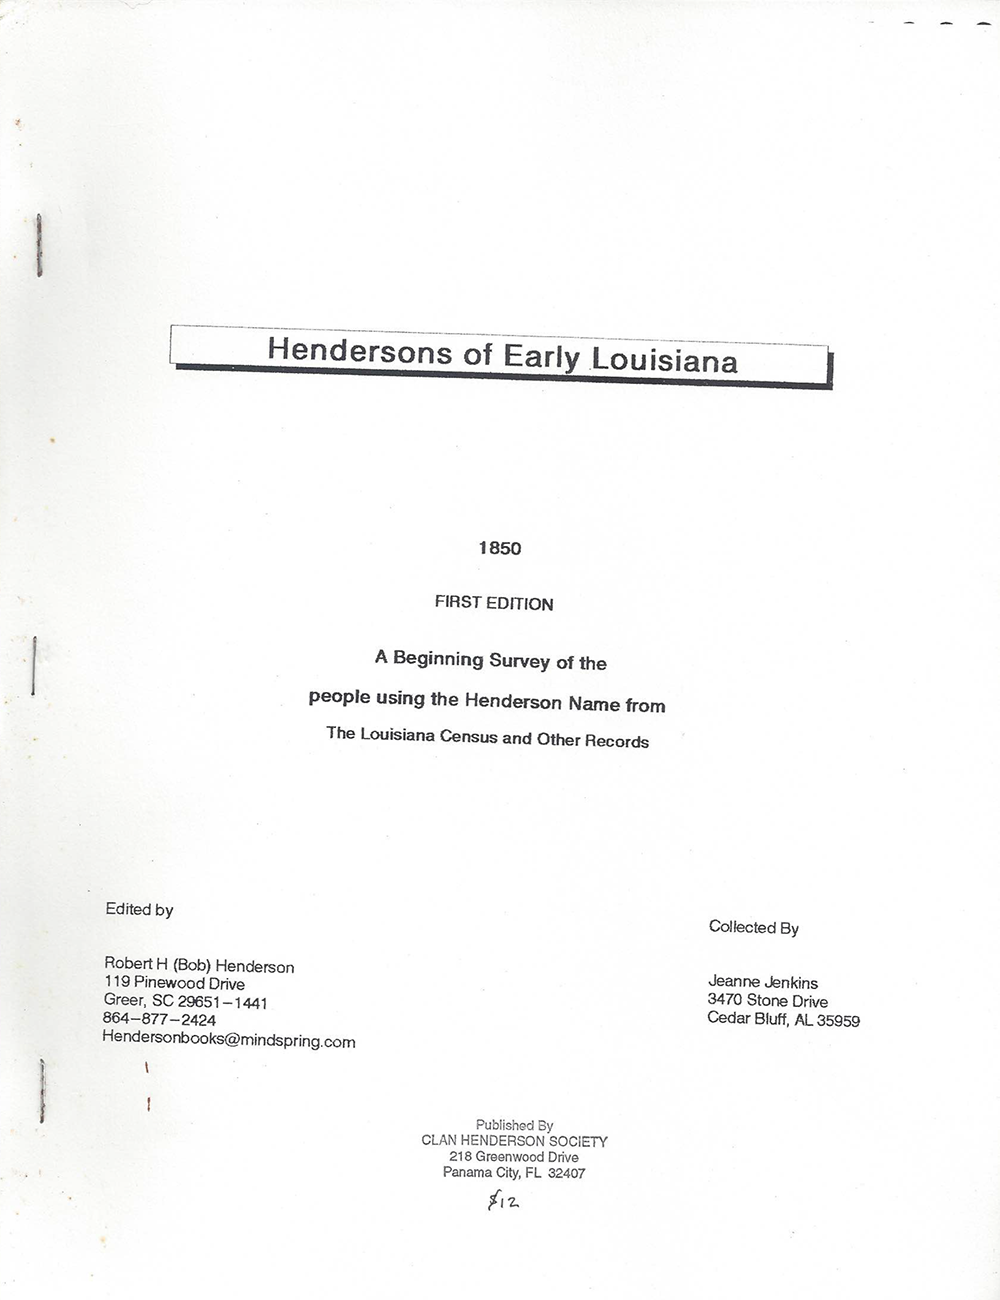 Hendersons of Early Louisiana
1850
FIRST EDITION
A Beginning Survey of the
people using the Henderson Name from
The Louisiana Census and Other Records
Edited by
Robert H (Bob) Henderson
119 Pinewood Drive
Greer, SC 29651-1441
864-877-2424
Hendersonbooks@mindspring.com
Collected By
Jeanne Jenkins
3470 Stone Drive
Cedar Bluff, AL 35959
Published By
CLAN HENDERSON SOCIETY
218 Greenwood Drive
Panama City, FL 32407
$12